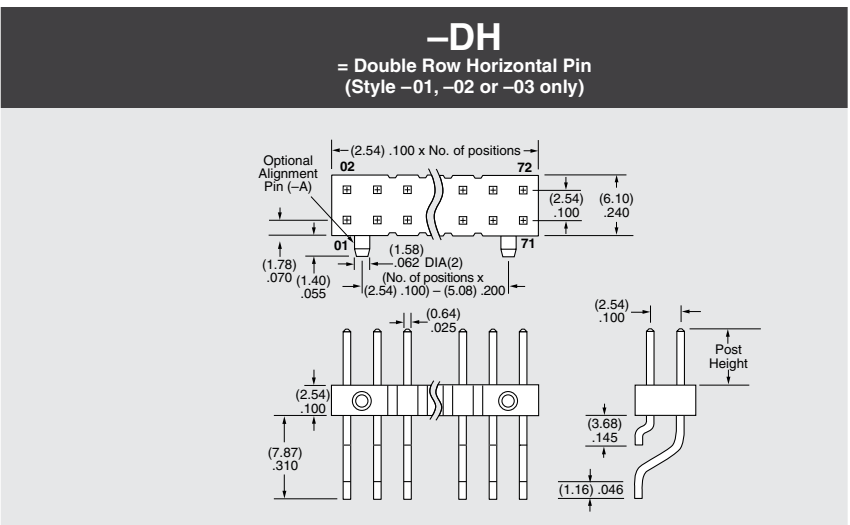 –DH
= Double Row Horizontal Pin
(Style –01, –02 or –03 only)
(2.54) .100 x No. of positions
Optional
Alignment
Pin (–A)
02
72
(2.54)
.100
(6.10)
.240
01
71
(1.78)
.070
(1.40)
.055
(1.58)
.062 DIA(2)
(No. of positions x
(2.54) .100) – (5.08) .200
(0.64)
.025
(2.54)
.100
Post
Height
(2.54)
.100
(3.68)
.145
(7.87)
.310
(1.16) .046